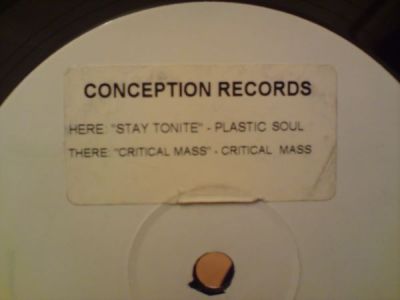 CONCEPTION RECORDS
HERE: "STAY TONITE" - PLASTIC SOUL
THERE: "CRITICAL MASS" - CRITICAL MASS